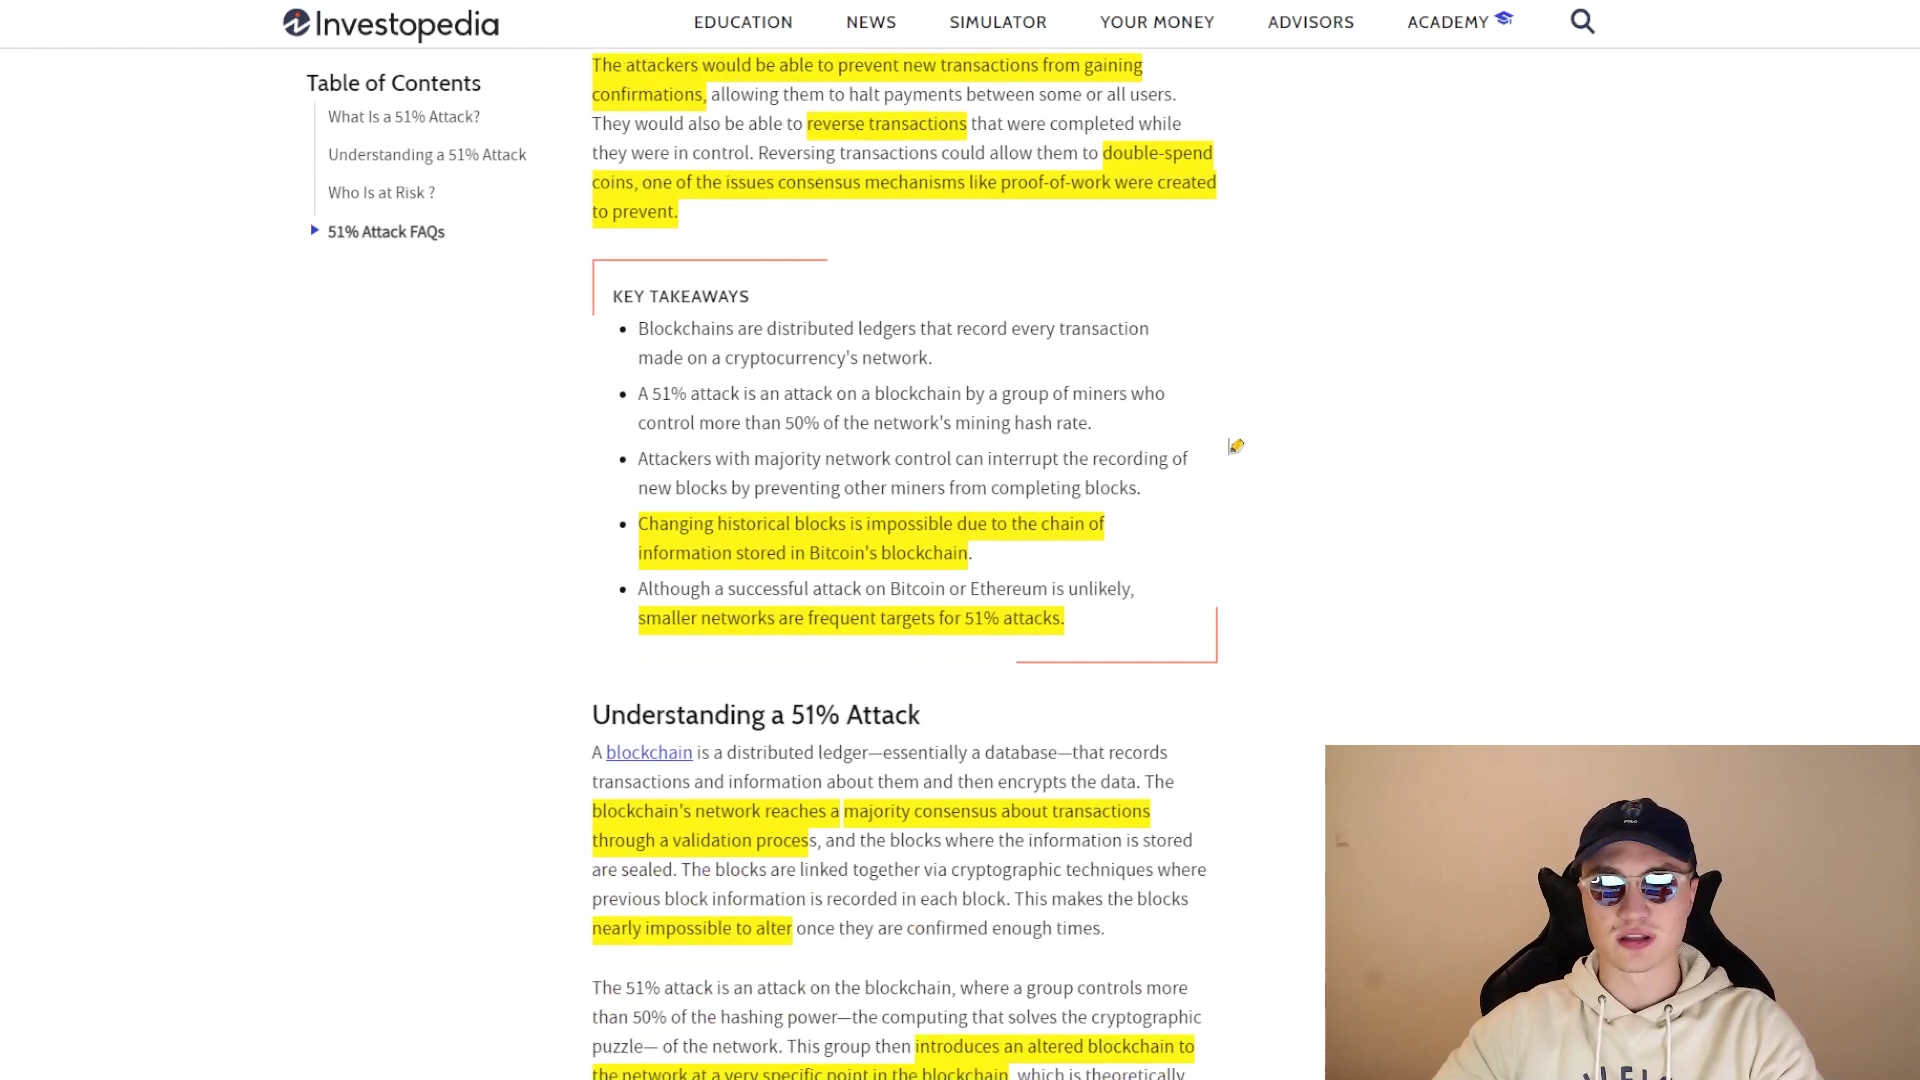 Investopedia
EDUCATION NEWS SIMULATOR YOUR MONEY ADVISORS ACADEMY
Table of Contents
What Is a 51% Attack?
Understanding a 51% Attack
Who Is at Risk ?
51% Attack FAQs
The attackers would be able to prevent new transactions from gaining
confirmations, allowing them to halt payments between some or all users.
They would also be able to reverse transactions that were completed while
they were in control. Reversing transactions could allow them to double-spend
coins, one of the issues consensus mechanisms like proof-of-work were created
to prevent.
KEY TAKEAWAYS
Blockchains are distributed ledgers that record every transaction
made on a cryptocurrency's network.
A 51% attack is an attack on a blockchain by a group of miners who
control more than 50% of the network's mining hash rate.
Attackers with majority network control can interrupt the recording of
new blocks by preventing other miners from completing blocks.
Changing historical blocks is impossible due to the chain of
information stored in Bitcoin's blockchain.
Although a successful attack on Bitcoin or Ethereum is unlikely,
smaller networks are frequent targets for 51% attacks.
Understanding a 51% Attack
A blockchain is a distributed ledger—essentially a database—that records
transactions and information about them and then encrypts the data. The
blockchain's network reaches a majority consensus about transactions
through a validation process, and the blocks where the information is stored
are sealed. The blocks are linked together via cryptographic techniques where
previous block information is recorded in each block. This makes the blocks
nearly impossible to alter once they are confirmed enough times.
The 51% attack is an attack on the blockchain, where a group controls more
than 50% of the hashing power—the computing that solves the cryptographic
puzzle— of the network. This group then introduces an altered blockchain to
the network at a very specific point in the blockchain, which is theoretically
POLO